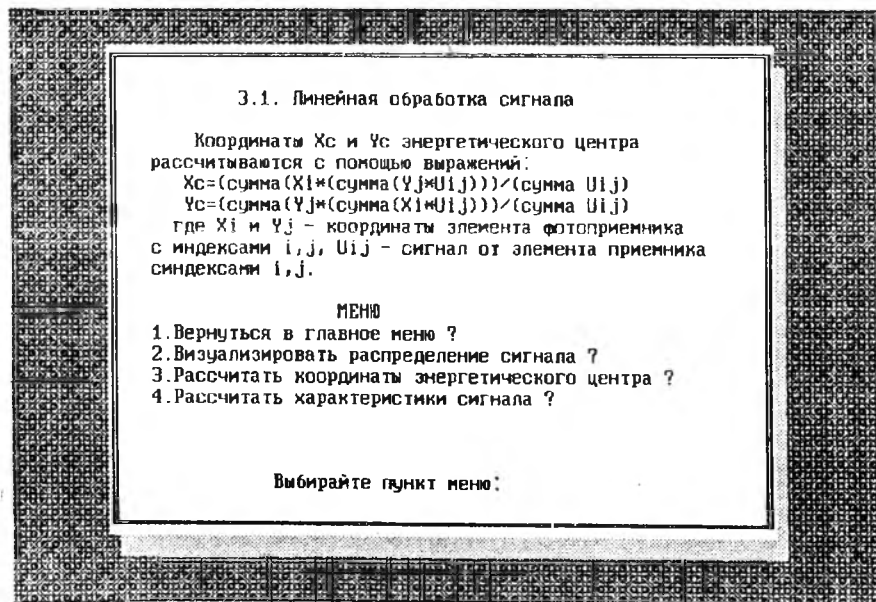 3.1. Линейная обработка сигнала
Координаты Xc и Yc энергетического центра
рассчитываются с помощью выражений:
Xc=(сумма(Xi*(сумма(Yj*Uij)))/(сумма Uij)
Yc=(сумма(Yj*(сумма(Xi*Uij)))/(сумма Uij)
где Xi и Yj - координаты элемента фотоприемника
с индексами i,j, Uij - сигнал от элемента приемника
синдексами i,j.
МЕНЮ
1.Вернуться в главное меню ?
2.Визуализировать распределение сигнала ?
3.Рассчитать координаты энергетического центра ?
4.Рассчитать характеристики сигнала ?
Выбирайте пункт меню: